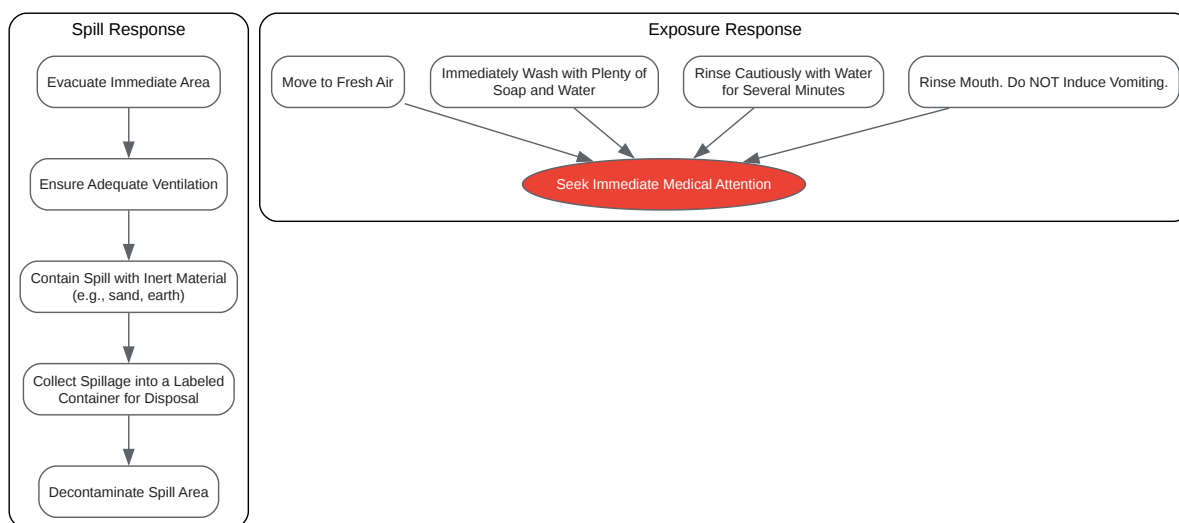 Spill Response
Evacuate Immediate Area
Ensure Adequate Ventilation
Contain Spill with Inert Material
(e.g., sand, earth)
Collect Spillage into a Labeled
Container for Disposal
Decontaminate Spill Area
Exposure Response
Move to Fresh Air
Immediately Wash with Plenty of
Soap and Water
Rinse Cautiously with Water
for Several Minutes
Rinse Mouth. Do NOT Induce Vomiting.
Seek Immediate Medical Attention